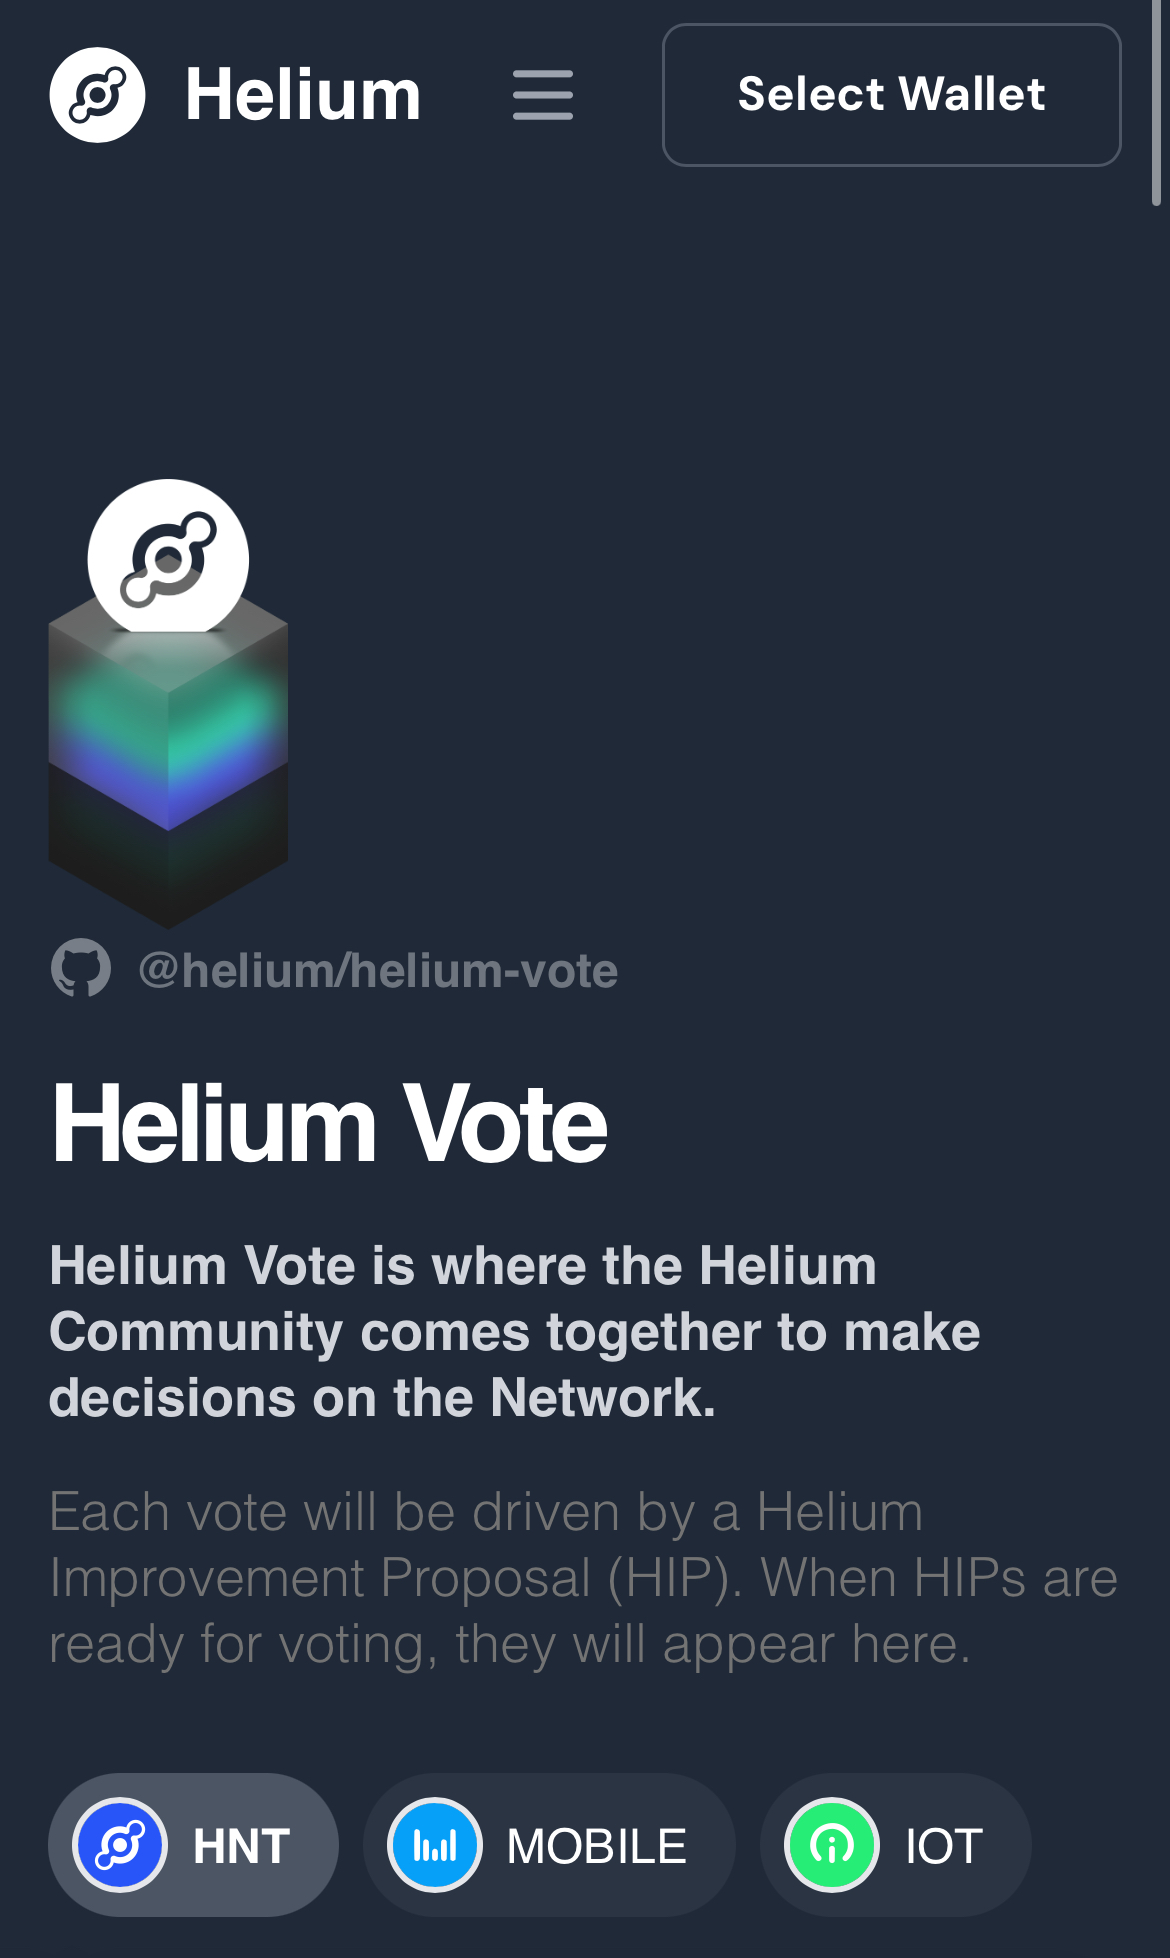 Helium
Select Wallet
@helium/helium-vote
Helium Vote
Helium Vote is where the Helium
Community comes together to make
decisions on the Network.
Each vote will be driven by a Helium
Improvement Proposal (HIP). When HIPs are
ready for voting, they will appear here.
HNT
MOBILE
IOT